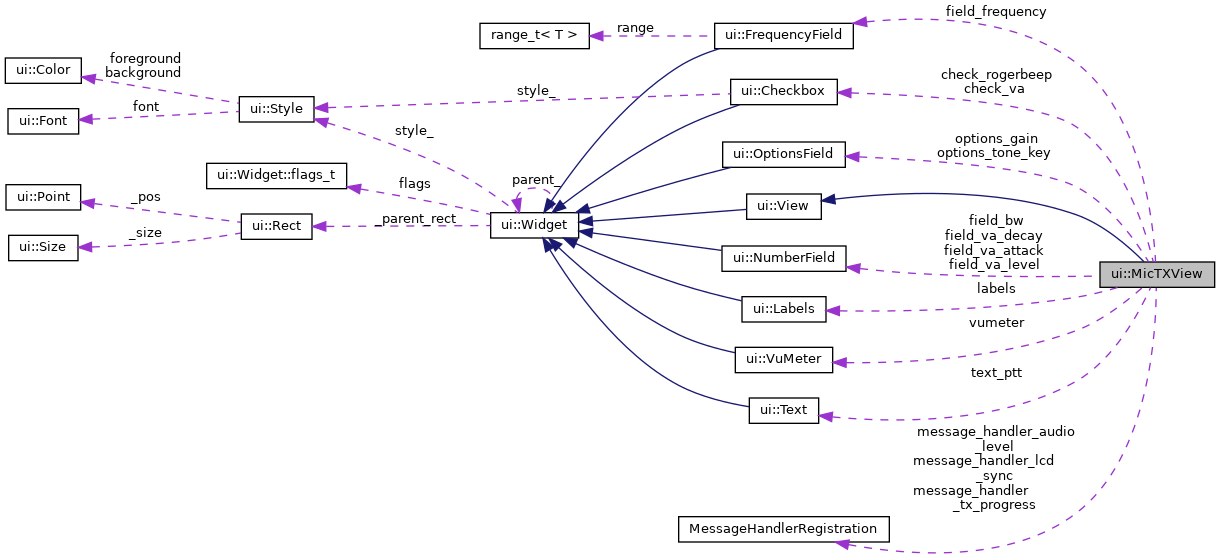 field_frequency
range_t< T >
range
ui::FrequencyField
foreground
background
ui::Color
check_rogerbeep
check_va
style_
ui::Checkbox
font
ui::Style
ui::Font
style_
options_gain
options_tone_key
ui::OptionsField
ui::Widget::flags_t
flags
parent_
ui::Point
_pos
ui::View
_parent_rect
ui::Rect
ui::Widget
_size
ui::Size
field_bw
field_va_decay
field_va_attack
field_va_level
ui::NumberField
ui::MicTXView
labels
ui::Labels
vumeter
ui::VuMeter
text_ptt
ui::Text
message_handler_audio
_level
message_handler_lcd
_sync
message_handler
_tx_progress
MessageHandlerRegistration